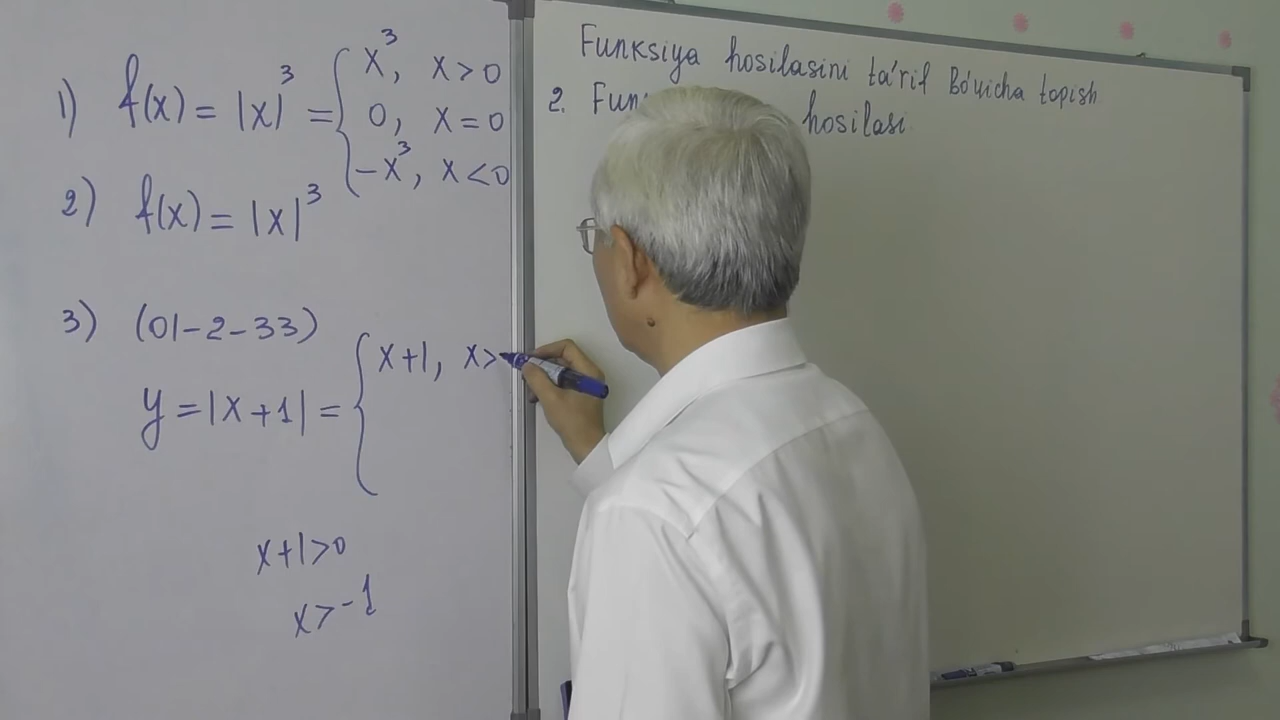 1) f(x) = |x|³ = { x³, x > 0
0, x = 0
-x³, x < 0
2) f(x) = |x|³
3) (01-2-33)
y = |x+1| = { x+1, x>
x+1>0
x>-1
Funksiya hosilasini ta'rif Bo'yicha topish
2. hosilasi